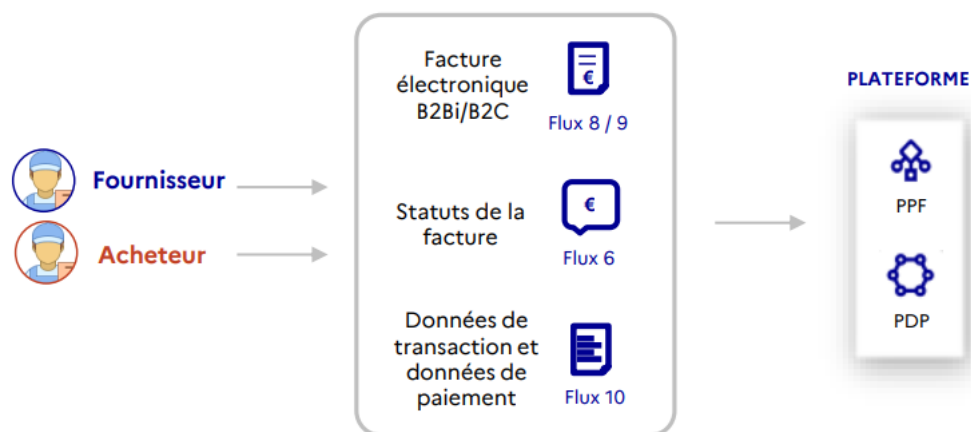 Fournisseur
Acheteur
Facture
électronique
B2Bi/B2C
€
Flux 8 / 9
Statuts de la
facture
€
Flux 6
Données de
transaction et
données de
paiement
Flux 10
PLATEFORME
PPF
PDP